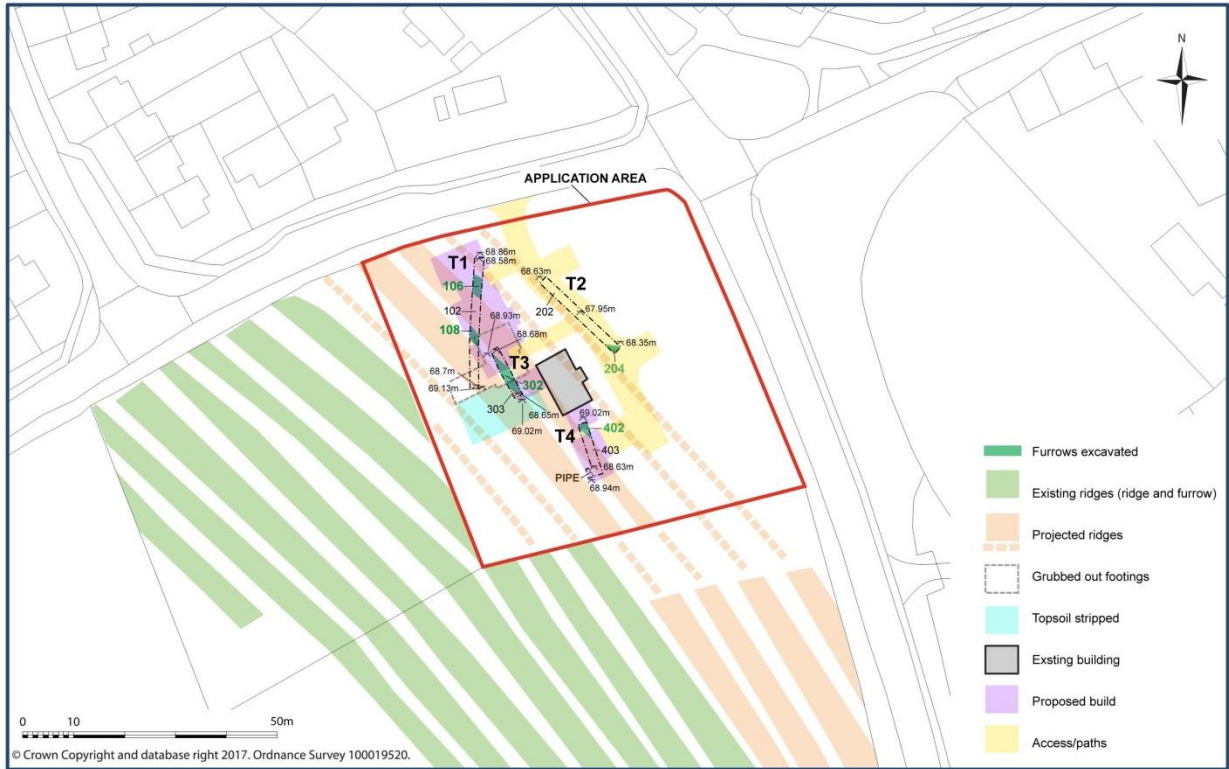 N
APPLICATION AREA
T1
68.86m
68.58m
106
68.63m
T2
102
202
67.95m
68.93m
108
68.68m
68.35m
T3
204
68.7m
302
69.13m
303
68.65m
69.02m
69.02m
T4
402
403
68.63m
PIPE
68.94m
Furrows excavated
Existing ridges (ridge and furrow)
Projected ridges
Grubbed out footings
Topsoil stripped
Exsting building
Proposed build
Access/paths
0 10 50m
© Crown Copyright and database right 2017. Ordnance Survey 100019520.